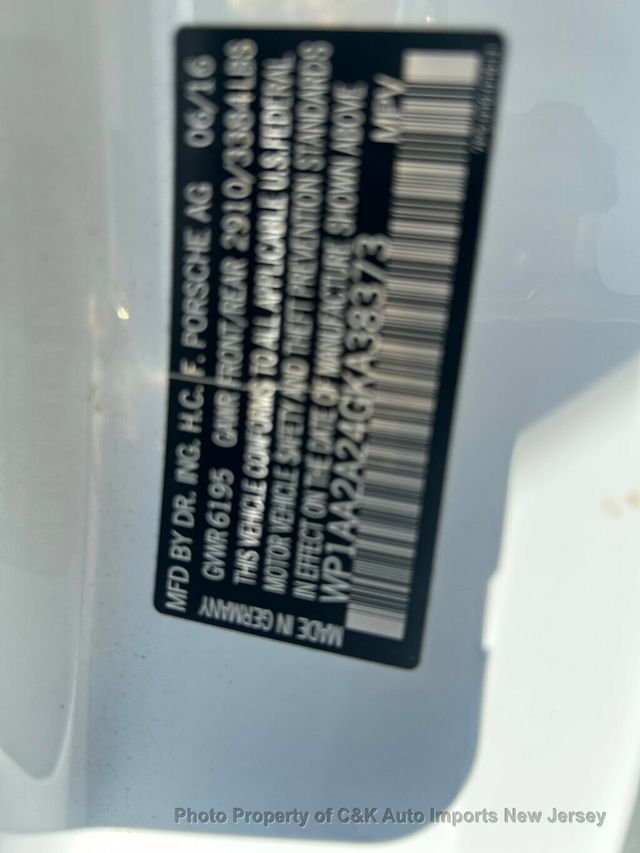 MFD BY DR. ING. H.C. F. PORSCHE AG 06/16
GVWR 6195 GAWR FRONT/REAR 2910/3384LBS
THIS VEHICLE CONFORMS TO ALL APPLICABLE U.S. FEDERAL
MOTOR VEHICLE SAFETY AND THEFT PREVENTION STANDARDS
IN EFFECT ON THE DATE OF MANUFACTURE SHOWN ABOVE
WP1AA2A24GKA38373 MPV
MADE IN GERMANY
Photo Property of C&K Auto Imports New Jersey